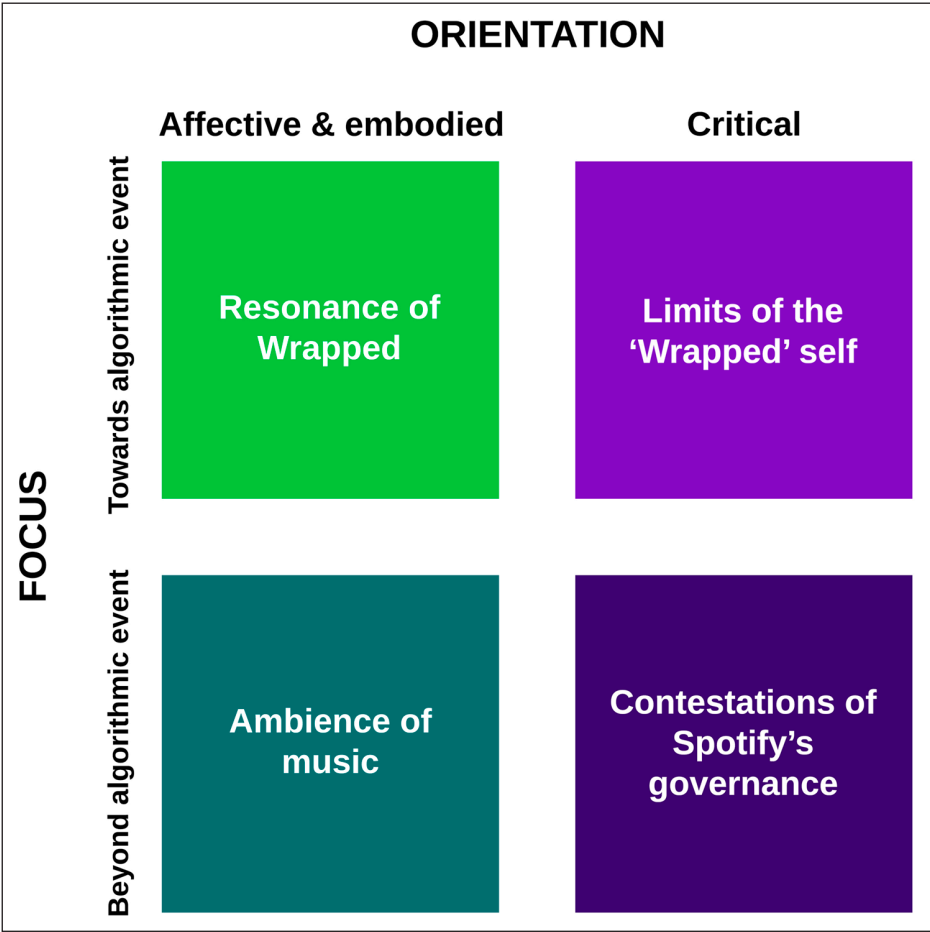 ORIENTATION
Affective & embodied
Critical
Towards algorithmic event
Resonance of
Wrapped
Limits of the
‘Wrapped’ self
FOCUS
Beyond algorithmic event
Ambience of
music
Contestations of
Spotify’s
governance